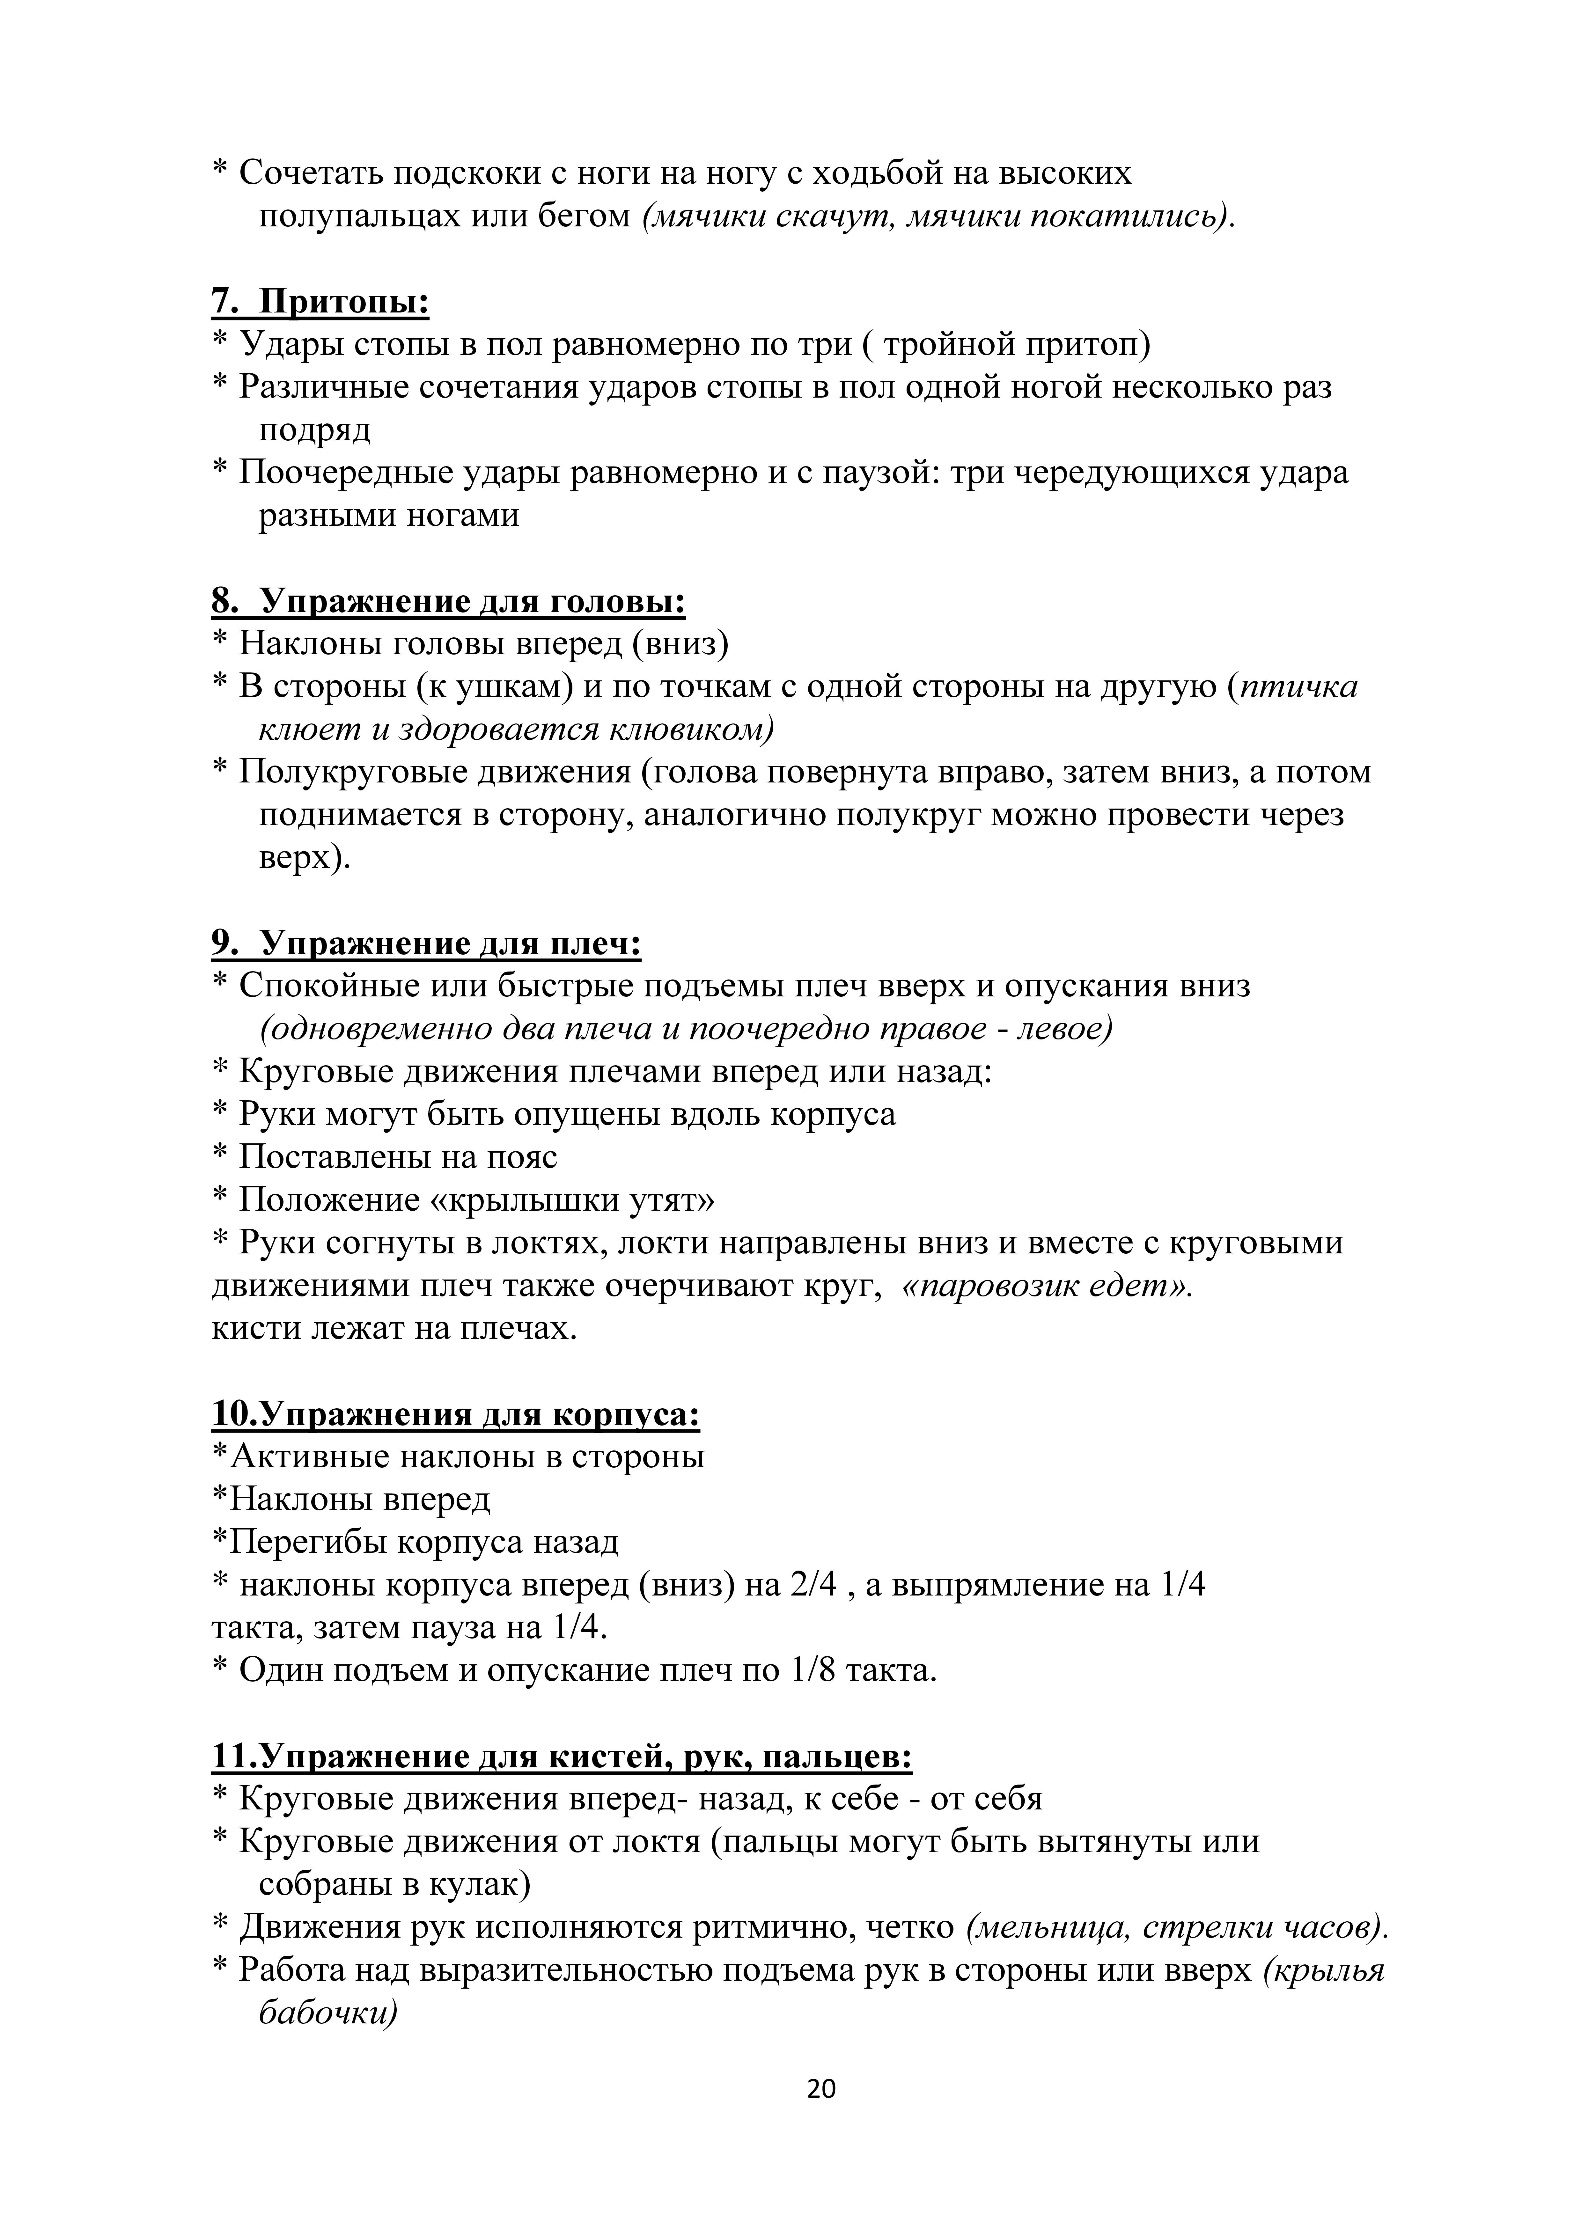 * Сочетать подскоки с ноги на ногу с ходьбой на высоких
полупальцах или бегом (мячики скачут, мячики покатились).
7. Притопы:
* Удары стопы в пол равномерно по три ( тройной притоп)
* Различные сочетания ударов стопы в пол одной ногой несколько раз
подряд
* Поочередные удары равномерно и с паузой: три чередующихся удара
разными ногами
8. Упражнение для головы:
* Наклоны головы вперед (вниз)
* В стороны (к ушкам) и по точкам с одной стороны на другую (птичка
клюет и здоровается клювиком)
* Полукруговые движения (голова повернута вправо, затем вниз, а потом
поднимается в сторону, аналогично полукруг можно провести через
верх).
9. Упражнение для плеч:
* Спокойные или быстрые подъемы плеч вверх и опускания вниз
(одновременно два плеча и поочередно правое - левое)
* Круговые движения плечами вперед или назад:
* Руки могут быть опущены вдоль корпуса
* Поставлены на пояс
* Положение «крылышки утят»
* Руки согнуты в локтях, локти направлены вниз и вместе с круговыми
движениями плеч также очерчивают круг, «паровозик едет».
кисти лежат на плечах.
10.Упражнения для корпуса:
*Активные наклоны в стороны
*Наклоны вперед
*Перегибы корпуса назад
* наклоны корпуса вперед (вниз) на 2/4 , а выпрямление на 1/4
такта, затем пауза на 1/4.
* Один подъем и опускание плеч по 1/8 такта.
11.Упражнение для кистей, рук, пальцев:
* Круговые движения вперед- назад, к себе - от себя
* Круговые движения от локтя (пальцы могут быть вытянуты или
собраны в кулак)
* Движения рук исполняются ритмично, четко (мельница, стрелки часов).
* Работа над выразительностью подъема рук в стороны или вверх (крылья
бабочки)
20